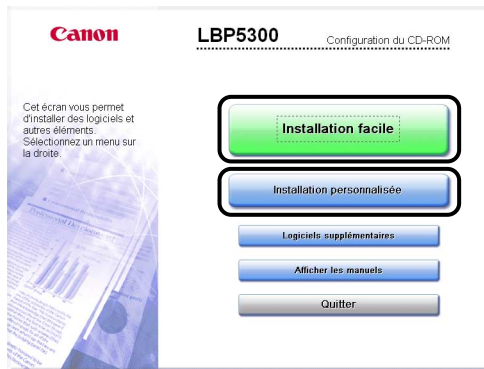 Canon
LBP5300
Configuration du CD-ROM
Cet écran vous permet
d'installer des logiciels et
autres éléments.
Sélectionnez un menu sur
la droite.
Installation facile
Installation personnalisée
Logiciels supplémentaires
Afficher les manuels
Quitter